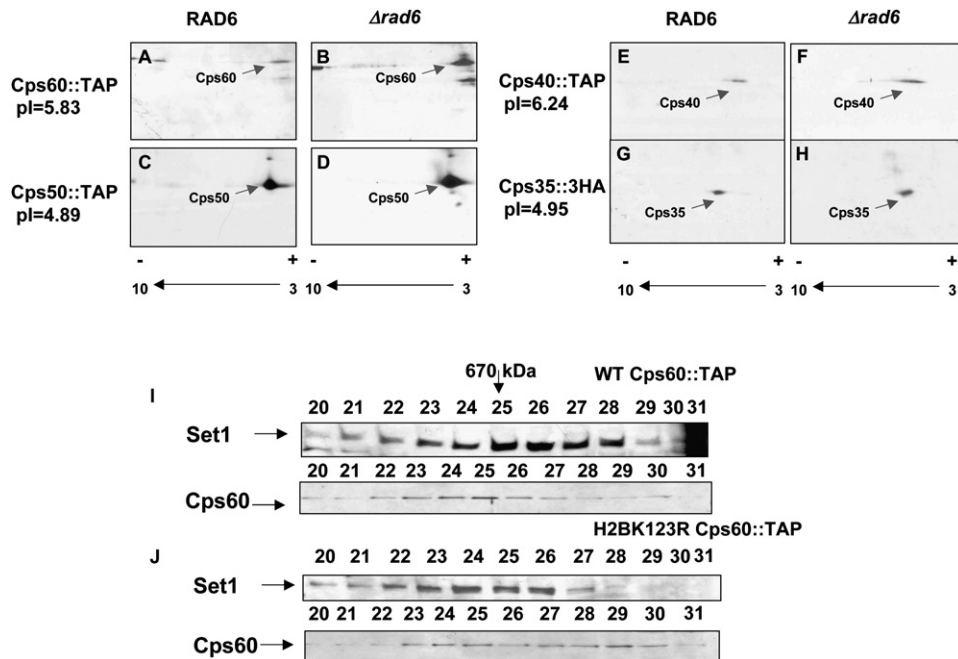 RAD6 Δrad6 RAD6 Δrad6
A B E F
Cps60 Cps60 Cps40 Cps40
Cps60::TAP
pI=5.83
Cps40::TAP
pI=6.24
C D G H
Cps50 Cps50 Cps35 Cps35
Cps50::TAP
pI=4.89
Cps35::3HA
pI=4.95
- + - + - + - +
10 3 10 3 10 3 10 3
670 kDa WT Cps60::TAP
I
20 21 22 23 24 25 26 27 28 29 30 31
Set1
20 21 22 23 24 25 26 27 28 29 30 31
Cps60
H2BK123R Cps60::TAP
J
20 21 22 23 24 25 26 27 28 29 30 31
Set1
20 21 22 23 24 25 26 27 28 29 30 31
Cps60